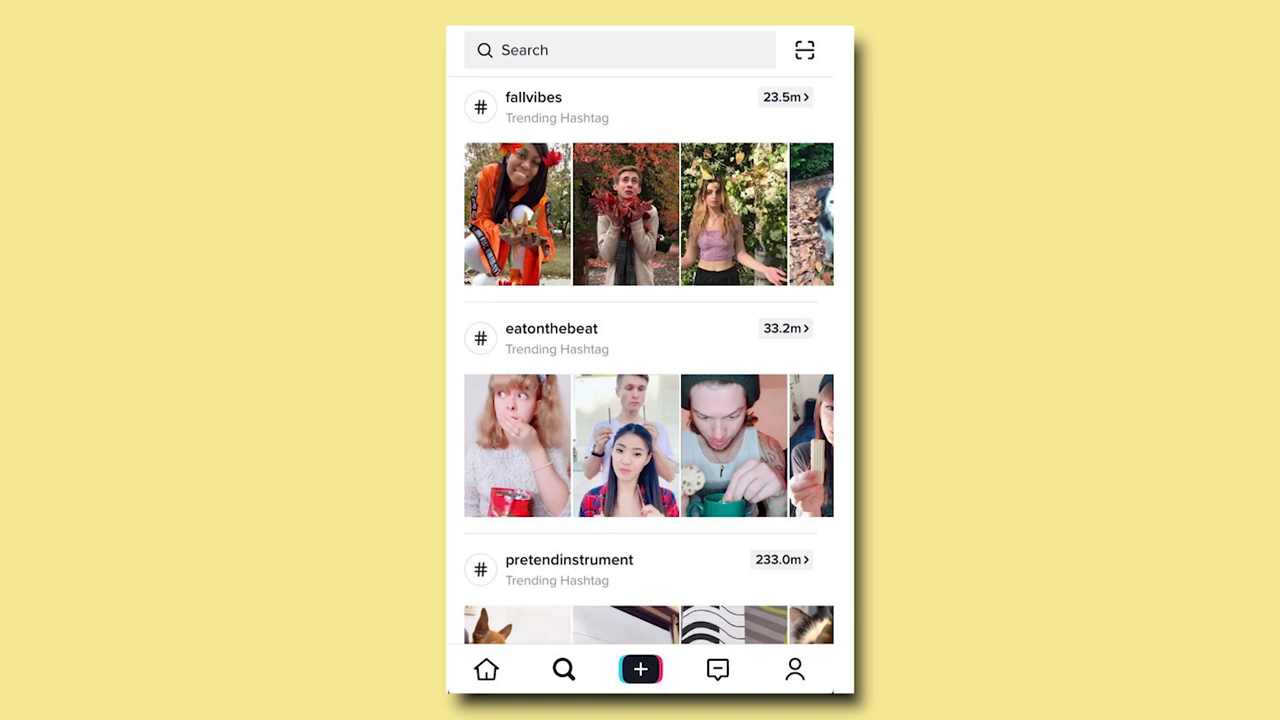 Search
fallvibes
23.5m >
Trending Hashtag
eatonthebeat
33.2m >
Trending Hashtag
pretendinstrument
233.0m >
Trending Hashtag